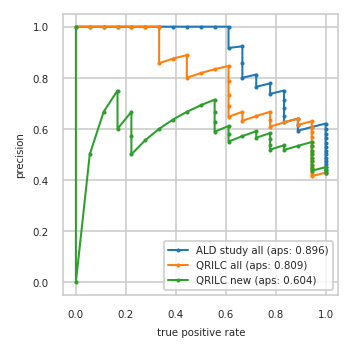 1.0
0.8
0.6
0.4
0.2
0.0
precision
ALD study all (aps: 0.896)
QRILC all (aps: 0.809)
QRILC new (aps: 0.604)
0.0 0.2 0.4 0.6 0.8 1.0
true positive rate